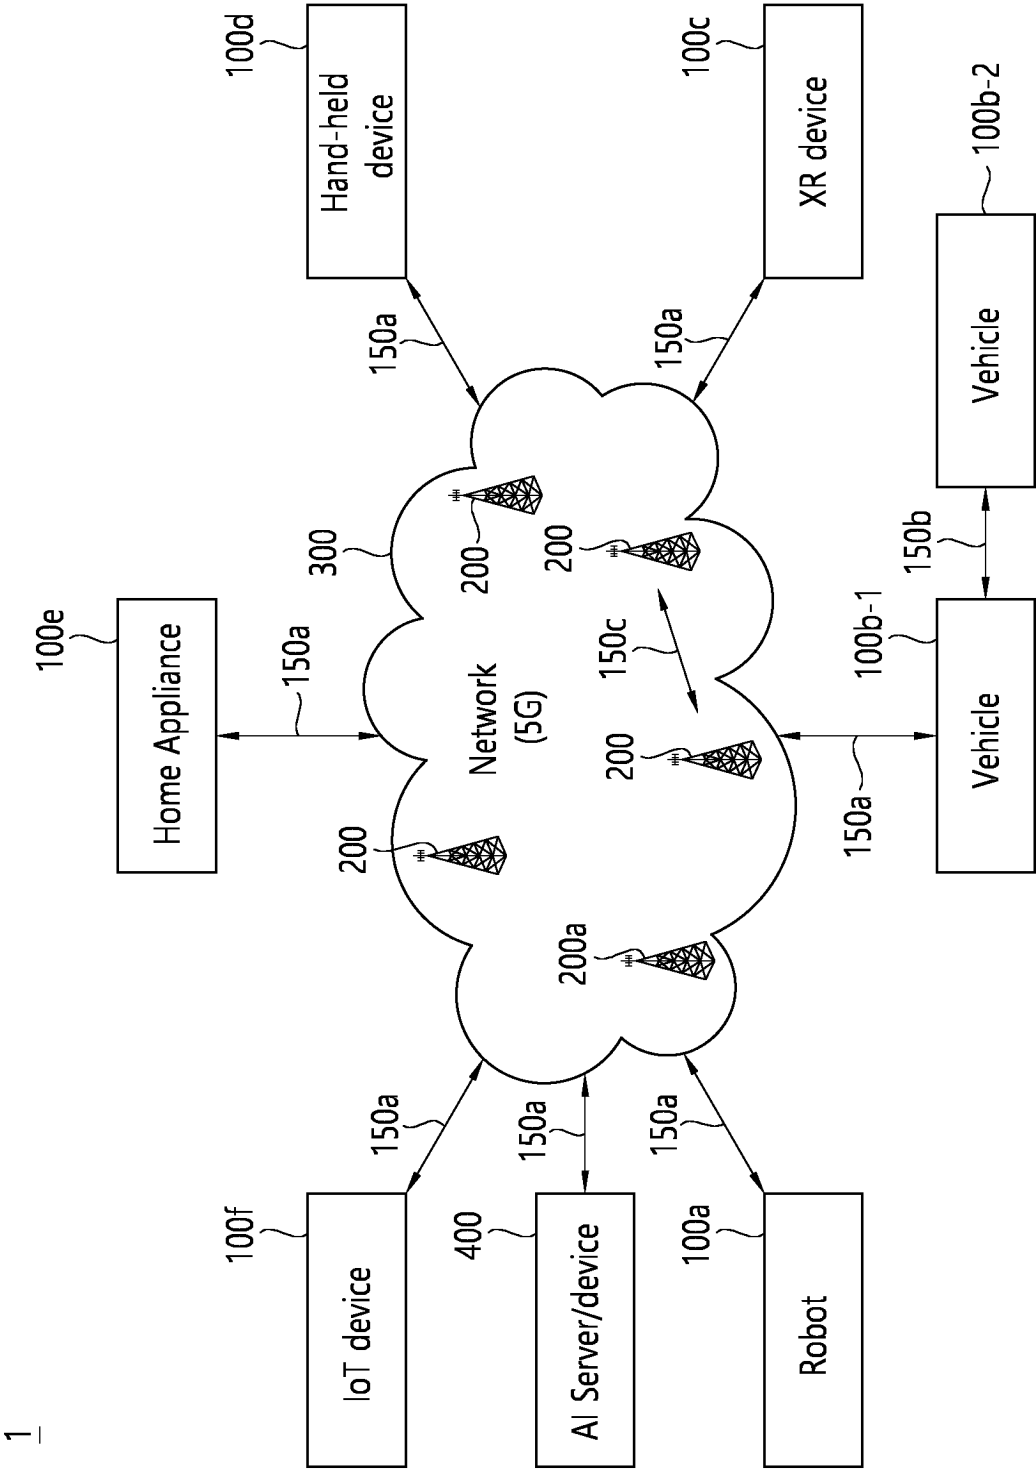 1
100e
Home Appliance
150a
100f
IoT device
150a
300
100d
Hand-held
device
150a
200
200
Network
(5G)
400
AI Server/device
150a
200a
200
150c
200
100a
Robot
150a
100c
XR device
150a
150a
100b-1
Vehicle
150b
100b-2
Vehicle